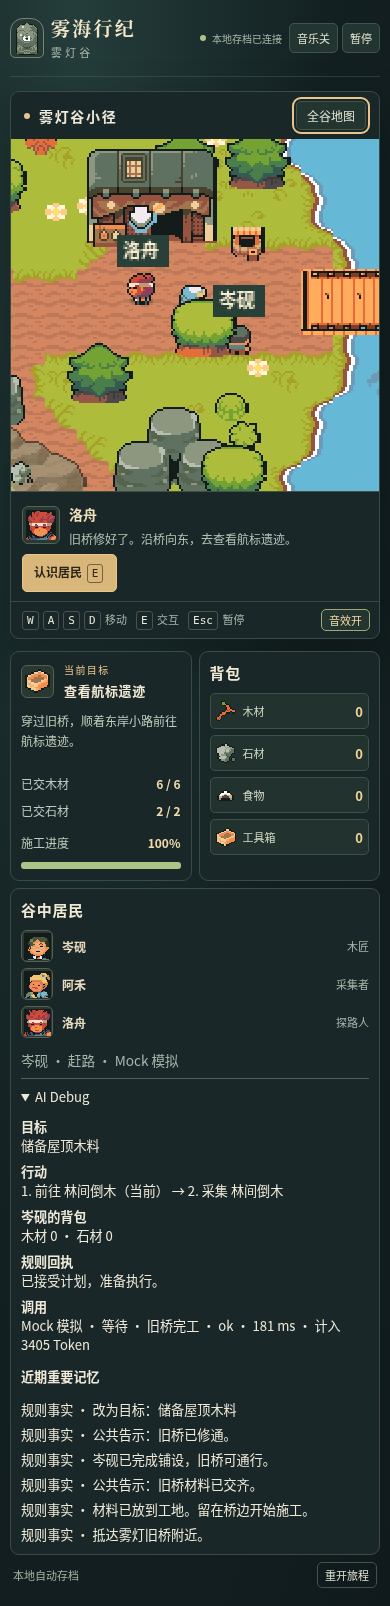 雾海行纪
雾灯谷
本地存档已连接
音乐关
暂停
雾灯谷小径
全谷地图
洛舟
岑砚
洛舟
旧桥修好了。沿桥向东，去查看航标遗迹。
认识居民 E
W A S D 移动 E 交互 Esc 暂停
音效开
当前目标
查看航标遗迹
穿过旧桥，顺着东岸小路前往
航标遗迹。
已交木材 6 / 6
已交石材 2 / 2
施工进度 100%
背包
木材 0
石材 0
食物 0
工具箱 0
谷中居民
岑砚 木匠
阿禾 采集者
洛舟 探路人
岑砚 · 赶路 · Mock 模拟
▼ AI Debug
目标
储备屋顶木料
行动
1. 前往 林间倒木（当前） → 2. 采集 林间倒木
岑砚的背包
木材 0 · 石材 0
规则回执
已接受计划，准备执行。
调用
Mock 模拟 · 等待 · 旧桥完工 · ok · 181 ms · 计入
3405 Token
近期重要记忆
规则事实 · 改为目标：储备屋顶木料
规则事实 · 公共告示：旧桥已修通。
规则事实 · 岑砚已完成铺设，旧桥可通行。
规则事实 · 公共告示：旧桥材料已交齐。
规则事实 · 材料已放到工地。留在桥边开始施工。
规则事实 · 抵达雾灯旧桥附近。
本地自动存档
重开旅程